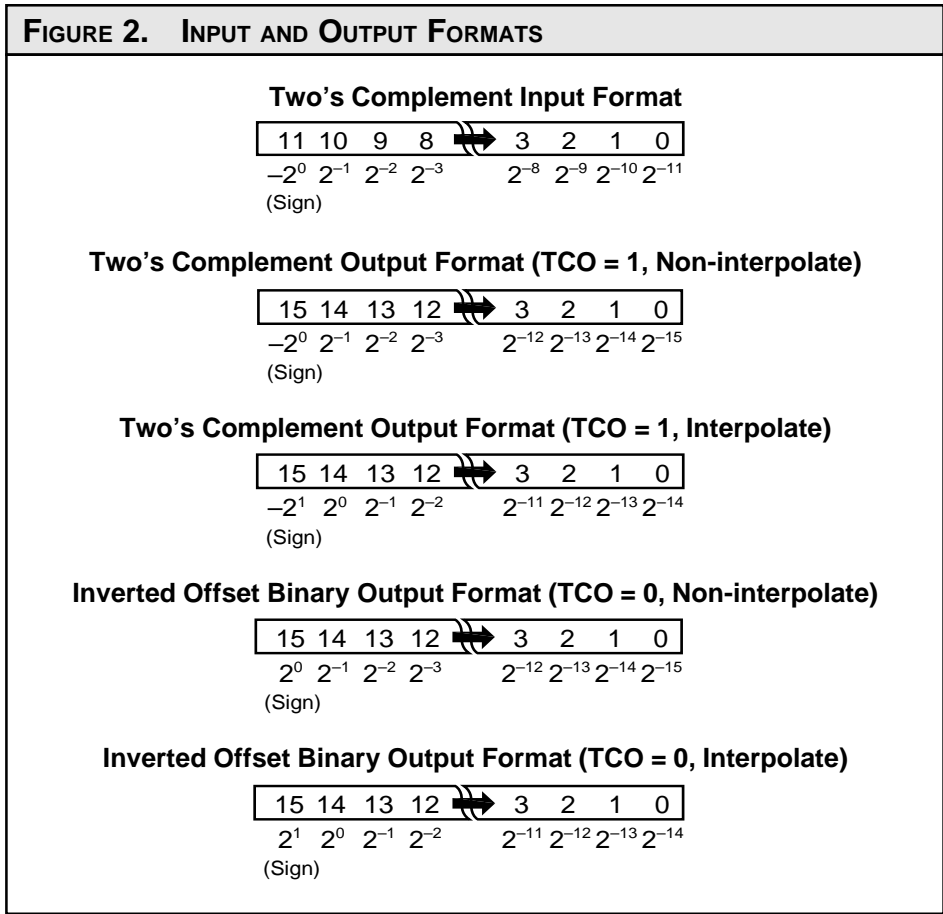 FIGURE 2. INPUT AND OUTPUT FORMATS
Two's Complement Input Format
11 10 9 8 3 2 1 0
–2⁰ 2⁻¹ 2⁻² 2⁻³ 2⁻⁸ 2⁻⁹ 2⁻¹⁰ 2⁻¹¹
(Sign)
Two's Complement Output Format (TCO = 1, Non-interpolate)
15 14 13 12 3 2 1 0
–2⁰ 2⁻¹ 2⁻² 2⁻³ 2⁻¹² 2⁻¹³ 2⁻¹⁴ 2⁻¹⁵
(Sign)
Two's Complement Output Format (TCO = 1, Interpolate)
15 14 13 12 3 2 1 0
–2¹ 2⁰ 2⁻¹ 2⁻² 2⁻¹¹ 2⁻¹² 2⁻¹³ 2⁻¹⁴
(Sign)
Inverted Offset Binary Output Format (TCO = 0, Non-interpolate)
15 14 13 12 3 2 1 0
2⁰ 2⁻¹ 2⁻² 2⁻³ 2⁻¹² 2⁻¹³ 2⁻¹⁴ 2⁻¹⁵
(Sign)
Inverted Offset Binary Output Format (TCO = 0, Interpolate)
15 14 13 12 3 2 1 0
2¹ 2⁰ 2⁻¹ 2⁻² 2⁻¹¹ 2⁻¹² 2⁻¹³ 2⁻¹⁴
(Sign)